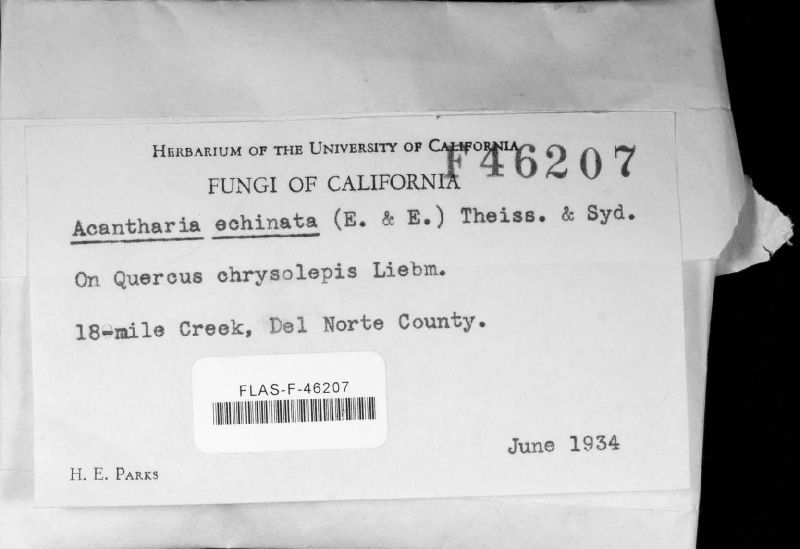 HERBARIUM OF THE UNIVERSITY OF CALIFORNIA
F46207
FUNGI OF CALIFORNIA
Acantharia echinata (E. & E.) Theiss. & Syd.
On Quercus chrysolepis Liebm.
18-mile Creek, Del Norte County.
FLAS-F-46207
June 1934
H. E. PARKS